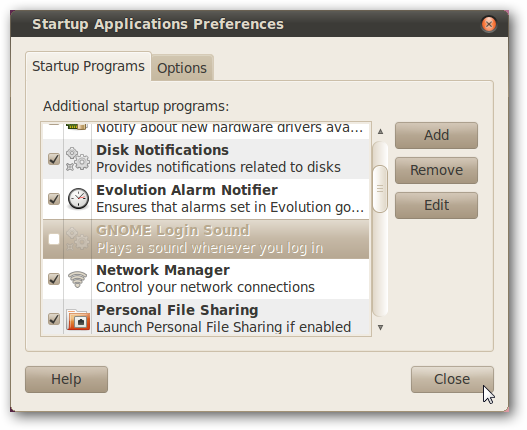 Startup Applications Preferences
Startup Programs
Options
Additional startup programs:
Notify about new hardware drivers ava...
Disk Notifications
Provides notifications related to disks
Evolution Alarm Notifier
Ensures that alarms set in Evolution go...
GNOME Login Sound
Plays a sound whenever you log in
Network Manager
Control your network connections
Personal File Sharing
Launch Personal File Sharing if enabled
Add
Remove
Edit
Help
Close